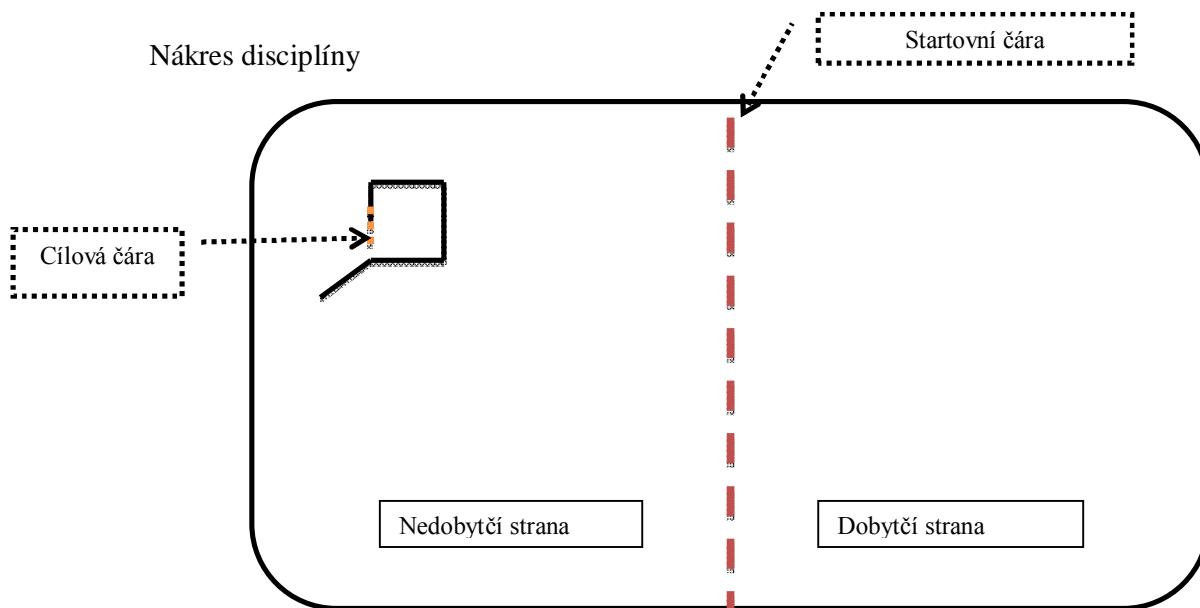 Startovní čára
Nákres disciplíny
Cílová čára
Nedobytčí strana
Dobytčí strana